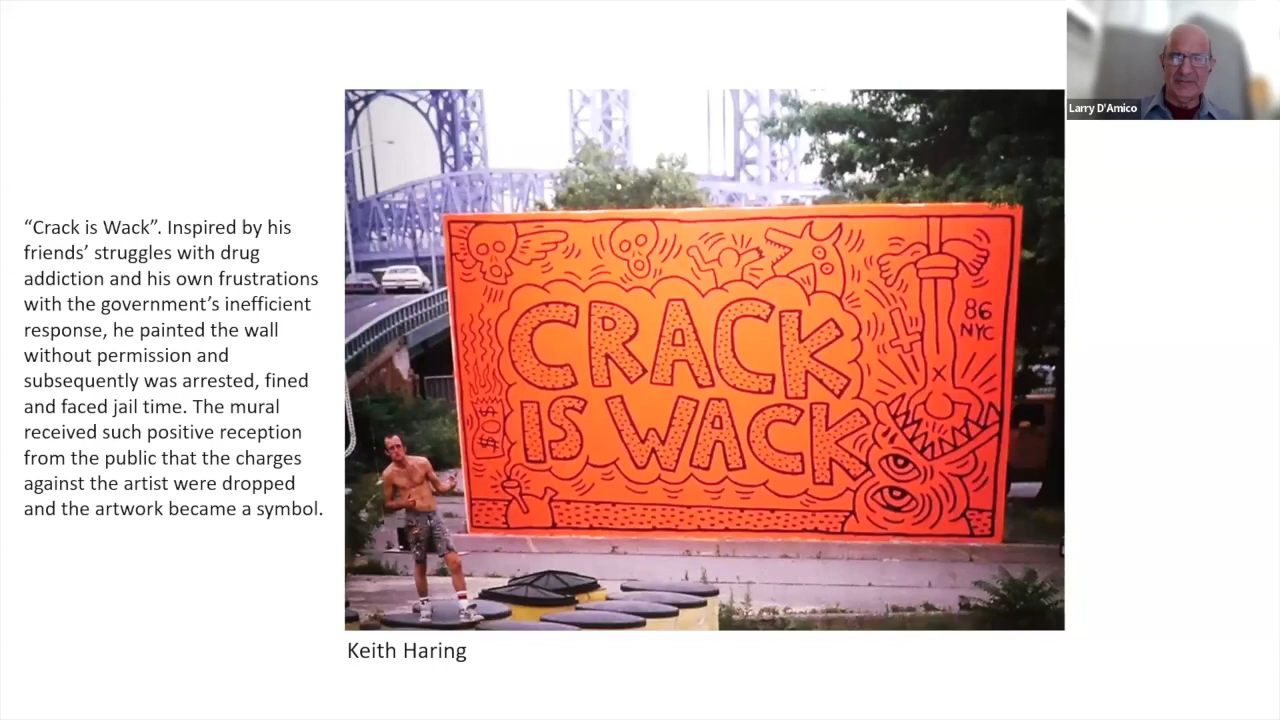 Larry D'Amico
“Crack is Wack”. Inspired by his
friends’ struggles with drug
addiction and his own frustrations
with the government’s inefficient
response, he painted the wall
without permission and
subsequently was arrested, fined
and faced jail time. The mural
received such positive reception
from the public that the charges
against the artist were dropped
and the artwork became a symbol.
CRACK
IS WACK
86
NYC
$O$
Keith Haring